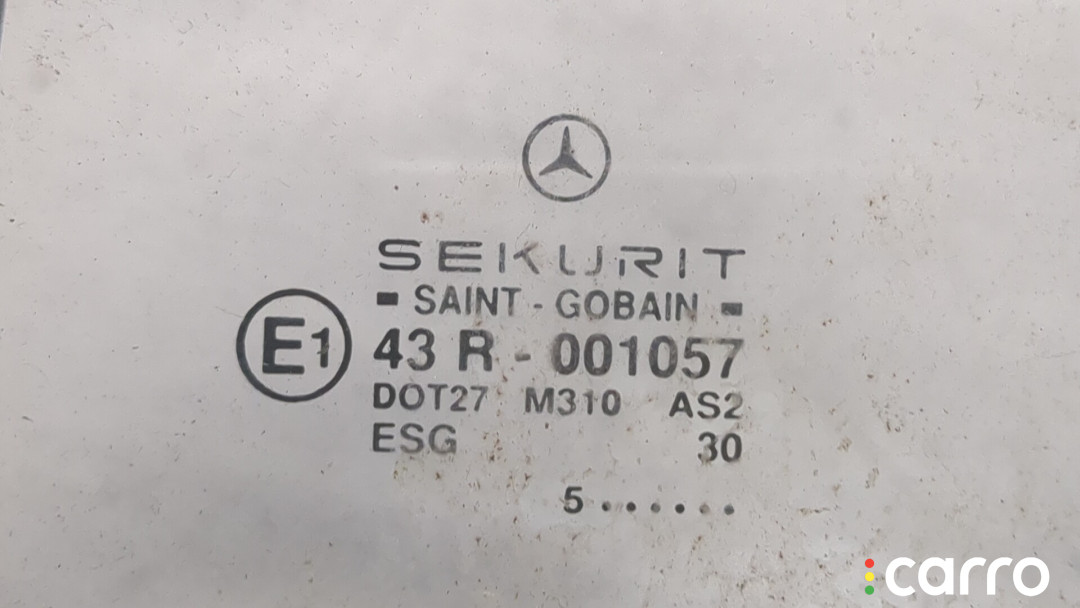 SEKURIT
- SAINT - GOBAIN -
E1
43 R - 001057
DOT27 M310 AS2
ESG 30
5 . . . . . . .
carro